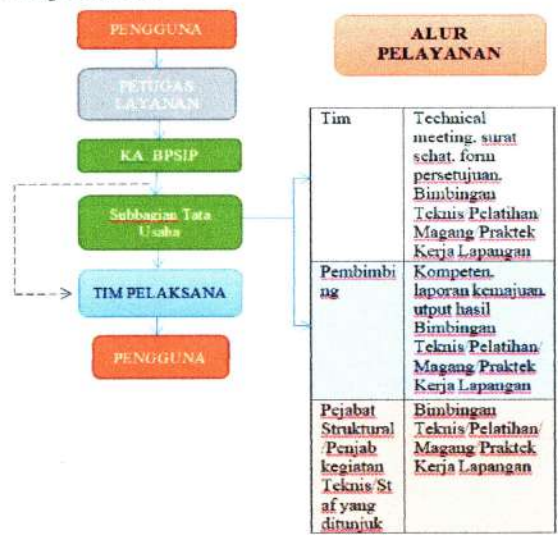 PENGGUNA
PETUGAS
LAYANAN
KA BPSIP
Subbagian Tata
Usaha
TIM PELAKSANA
PENGGUNA
ALUR
PELAYANAN
Tim
Technical
meeting. surat
sehat. form
persetujuan.
Bimbingan
Teknis Pelatihan/
Magang/Praktek
Kerja Lapangan
Pembimbi
ng
Kompeten.
laporan kemajuan
utput hasil
Bimbingan
Teknis/Pelatihan/
Magang/Praktek
Kerja Lapangan
Pejabat
Struktural
/Penjab
kegiatan
Teknis/St
af yang
ditunjuk
Bimbingan
Teknis/Pelatihan/
Magang/Praktek
Kerja Lapangan